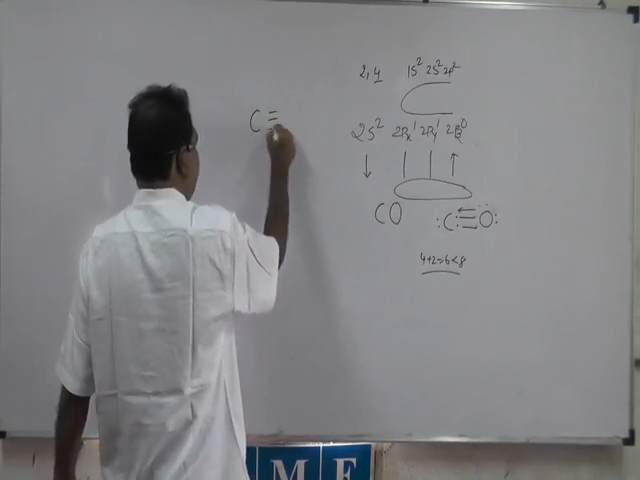 2,4 1S² 2S² 2P²
C =
2S² 2Px¹ 2Py¹ 2Pz⁰
CO :C≡O:
4+2=6<8
M E